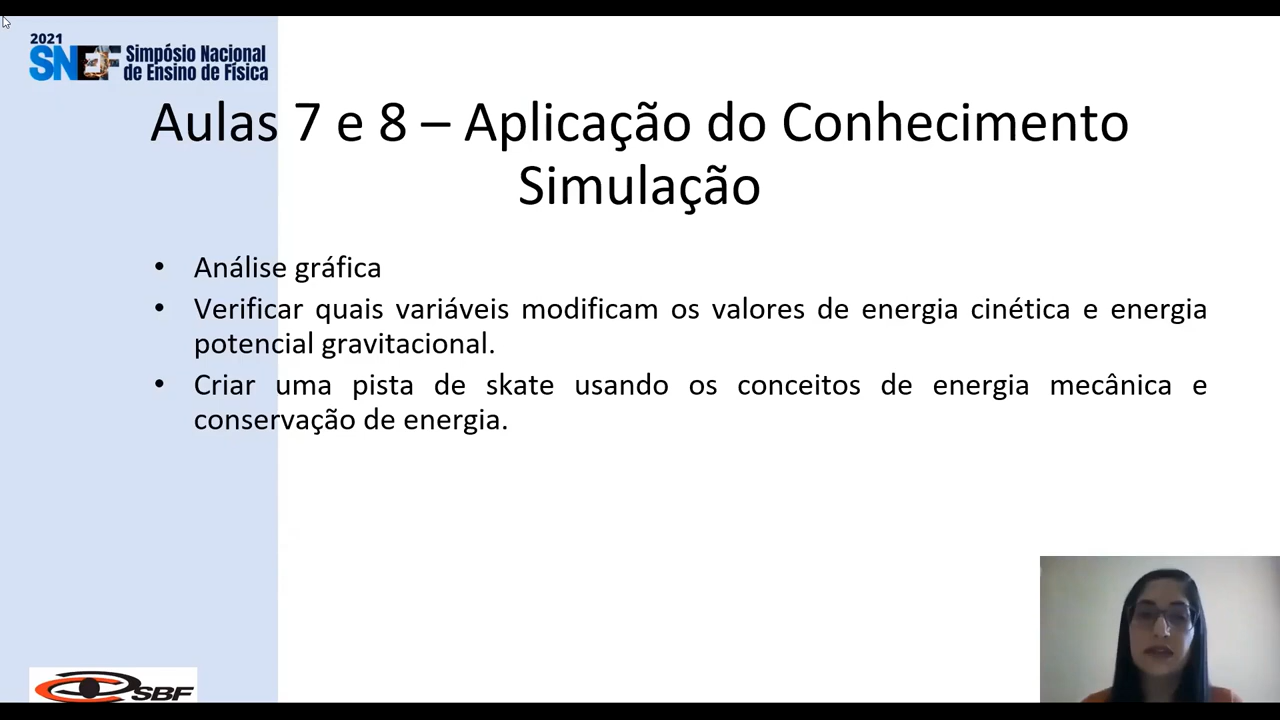 2021
SNEF Simpósio Nacional
de Ensino de Física
Aulas 7 e 8 – Aplicação do Conhecimento
Simulação
• Análise gráfica
• Verificar quais variáveis modificam os valores de energia cinética e energia
potencial gravitacional.
• Criar uma pista de skate usando os conceitos de energia mecânica e
conservação de energia.
SBF